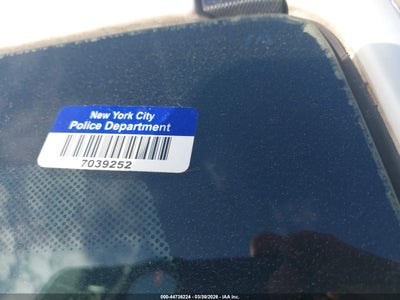 New York City
Police Department
7039252
000-44736224 - 03/30/2026 - IAA Inc.